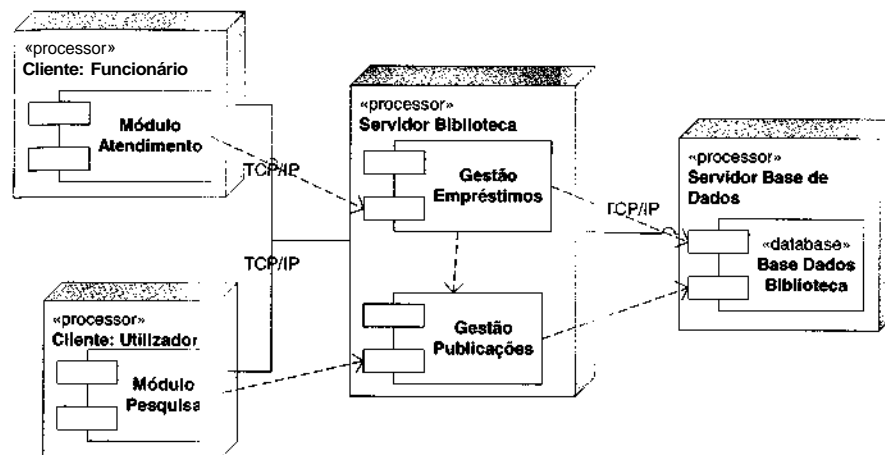 «processor»
Cliente: Funcionário
Módulo
Atendimento
TCP/IP
TCP/IP
«processor»
Cliente: Utilizador
Módulo
Pesquisa
«processor»
Servidor Biblioteca
Gestão
Empréstimos
Gestão
Publicações
TCP/IP
«processor»
Servidor Base de
Dados
«database»
Base Dados
Biblioteca